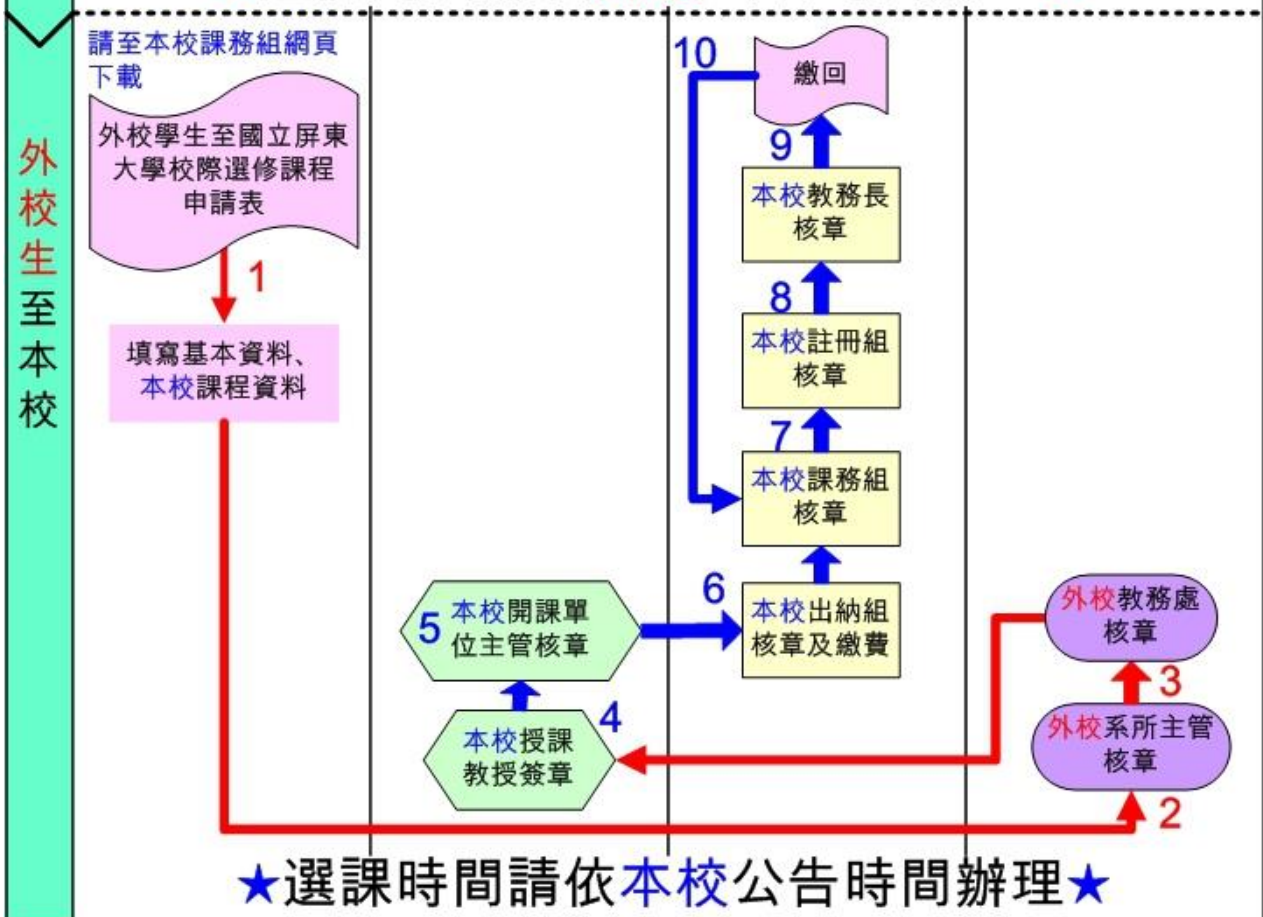 外校生至本校
請至本校課務組網頁
下載
外校學生至國立屏東
大學校際選修課程
申請表
1
填寫基本資料、
本校課程資料
10
繳回
9
本校教務長
核章
8
本校註冊組
核章
7
本校課務組
核章
6
本校出納組
核章及繳費
5
本校開課單
位主管核章
4
本校授課
教授簽章
外校教務處
核章
3
外校系所主管
核章
2
★選課時間請依本校公告時間辦理★